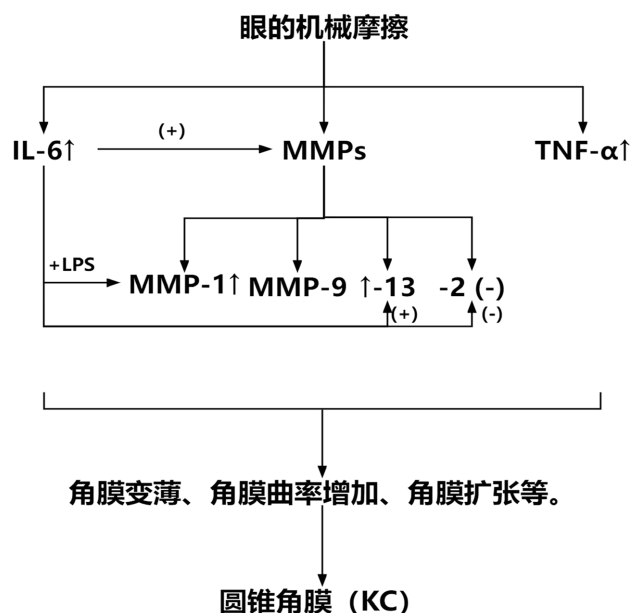 眼的机械摩擦
IL-6↑ (+) MMPs TNF-α↑
+LPS
MMP-1↑ MMP-9 ↑-13 -2 (-)
(+) (-)
角膜变薄、角膜曲率增加、角膜扩张等。
圆锥角膜（KC）